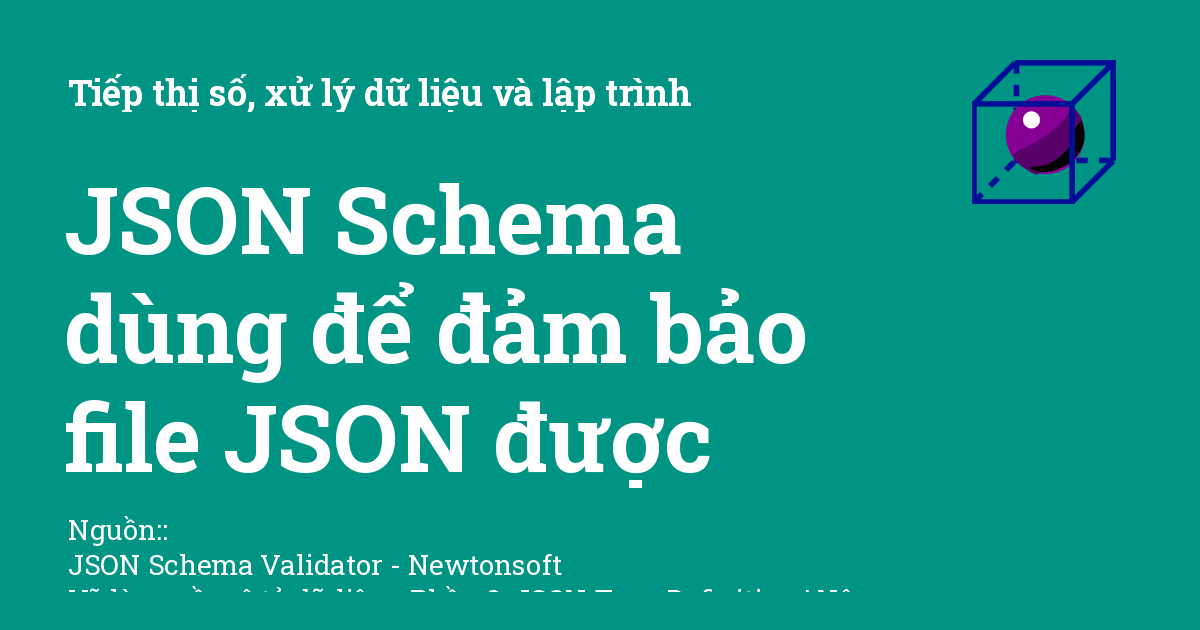 Tiếp thị số, xử lý dữ liệu và lập trình
JSON Schema
dùng để đảm bảo
file JSON được
Nguồn::
JSON Schema Validator - Newtonsoft